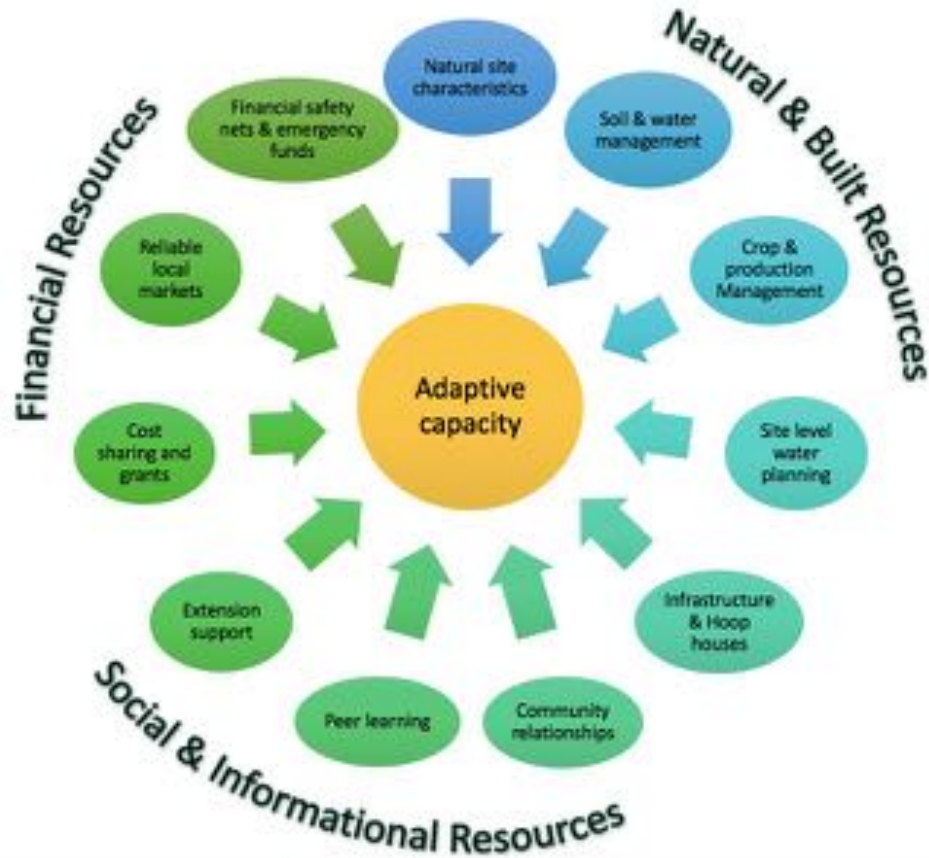 Natural site
characteristics
Soil & water
management
Crop &
production
Management
Site level
water
planning
Infrastructure
& Hoop
houses
Community
relationships
Peer learning
Extension
support
Cost
sharing and
grants
Reliable
local
markets
Financial safety
nets & emergency
funds
Adaptive
capacity
Natural & Built Resources
Social & Informational Resources
Financial Resources